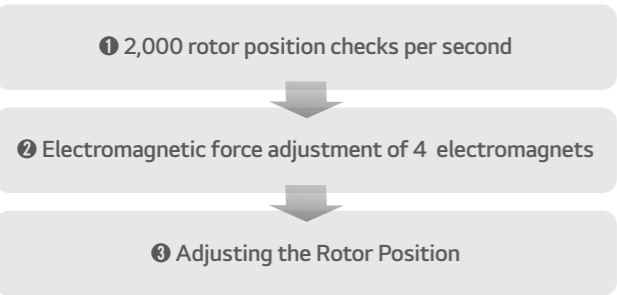 ❶ 2,000 rotor position checks per second
❷ Electromagnetic force adjustment of 4 electromagnets
❸ Adjusting the Rotor Position